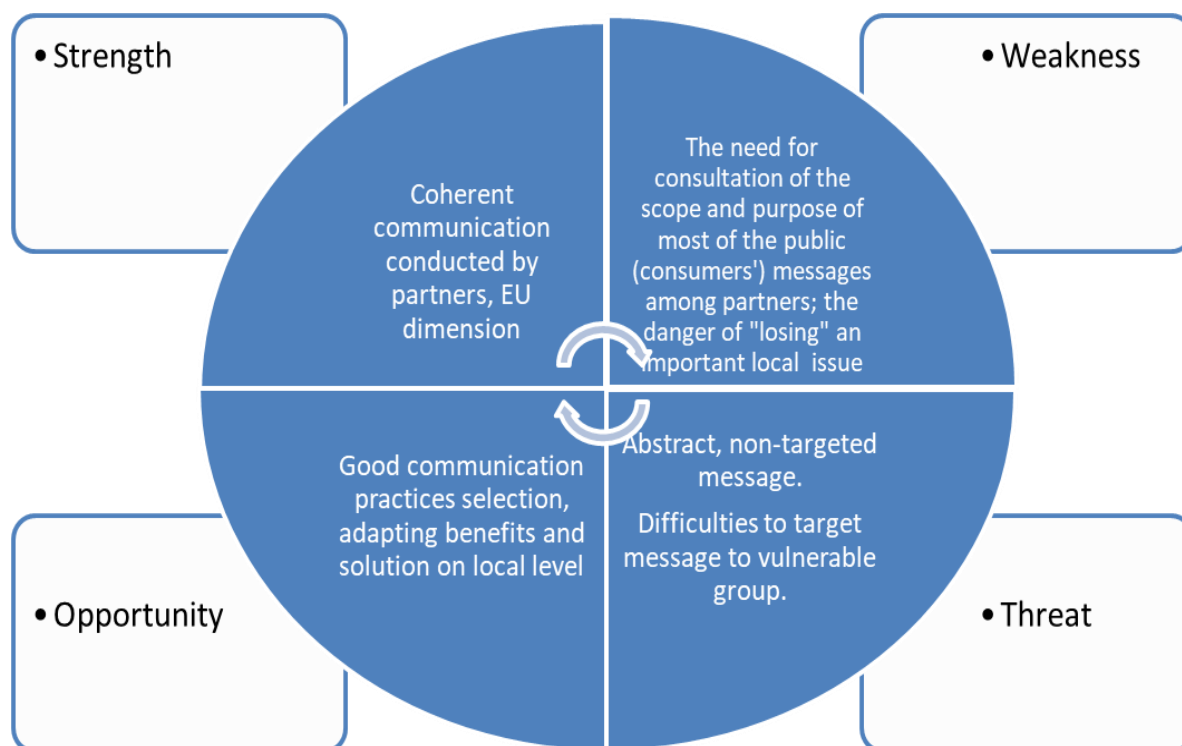 • Strength
Coherent
communication
conducted by
partners, EU
dimension
• Weakness
The need for
consultation of the
scope and purpose of
most of the public
(consumers') messages
among partners; the
danger of "losing" an
important local issue
• Opportunity
Good communication
practices selection,
adapting benefits and
solution on local level
• Threat
Abstract, non-targeted
message.
Difficulties to target
message to vulnerable
group.